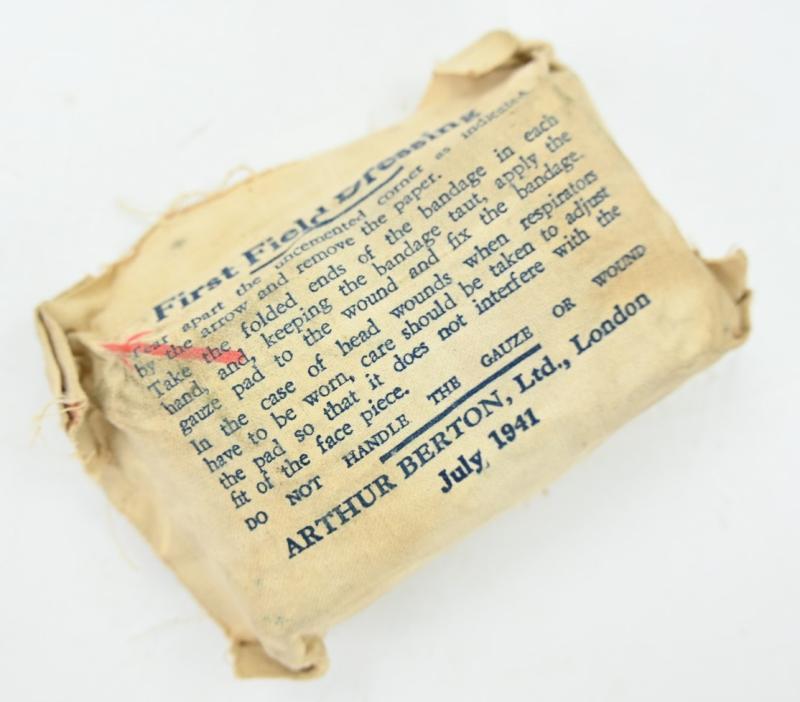 First Field Dressing
Tear apart the uncemented corner as indicated
by the arrow and remove the paper.
Take the folded ends of the bandage in each
hand, and, keeping the bandage taut, apply the
gauze pad to the wound and fix the bandage.
In the case of head wounds when respirators
have to be worn, care should be taken to adjust
the pad so that it does not interfere with the
fit of the face piece.
DO NOT HANDLE THE GAUZE OR WOUND
ARTHUR BERTON, Ltd., London
July 1941